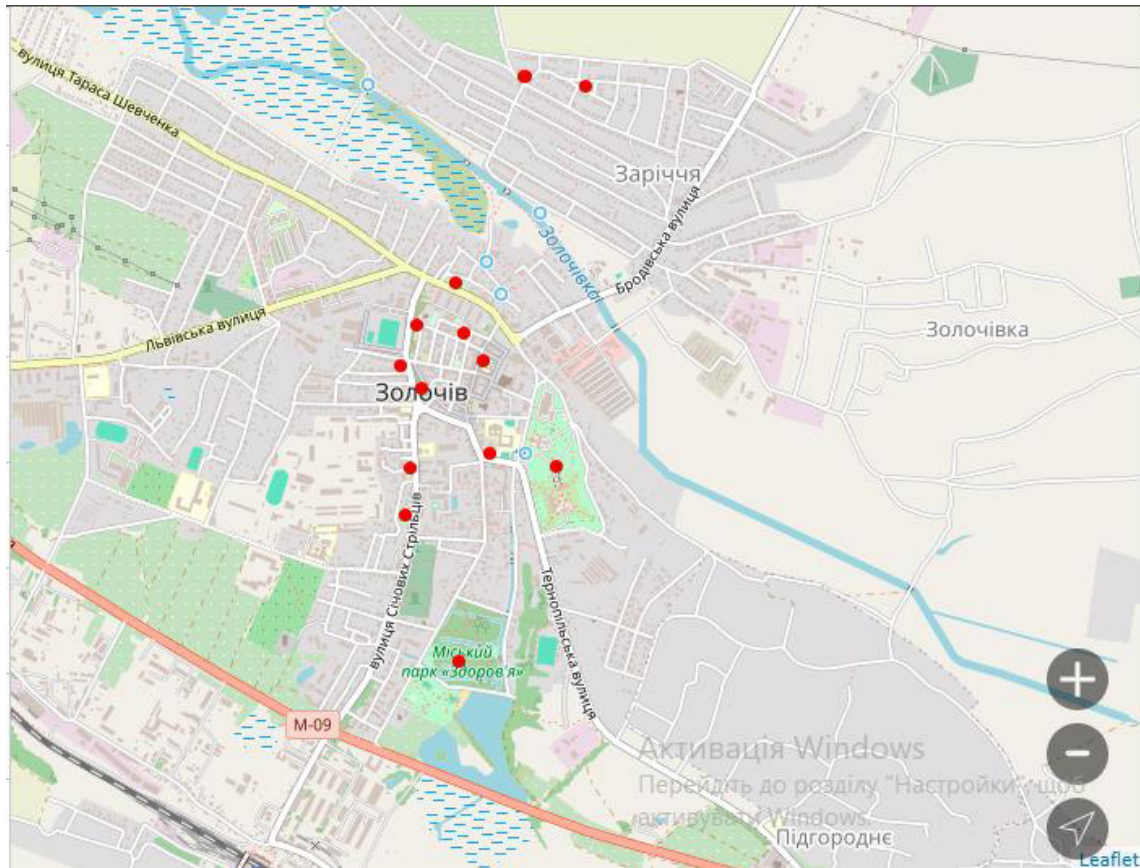 вулиця Тараса Шевченка
Заріччя
Золочівка
Бродівська вулиця
Львівська вулиця
Золочівка
Золочів
вулиця Січових Стрільців
Тернопільська вулиця
Міський
парк «Здоров'я»
+
М-09
Активація Windows
-
Перейдіть до розділу "Настройки", щоб
активувати Windows.
Підгороднє
Leaflet